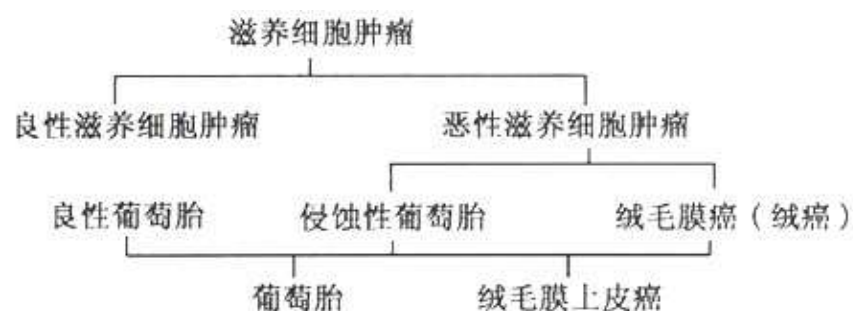 滋养细胞肿瘤
良性滋养细胞肿瘤 恶性滋养细胞肿瘤
良性葡萄胎 侵蚀性葡萄胎 绒毛膜癌(绒癌)
葡萄胎 绒毛膜上皮癌